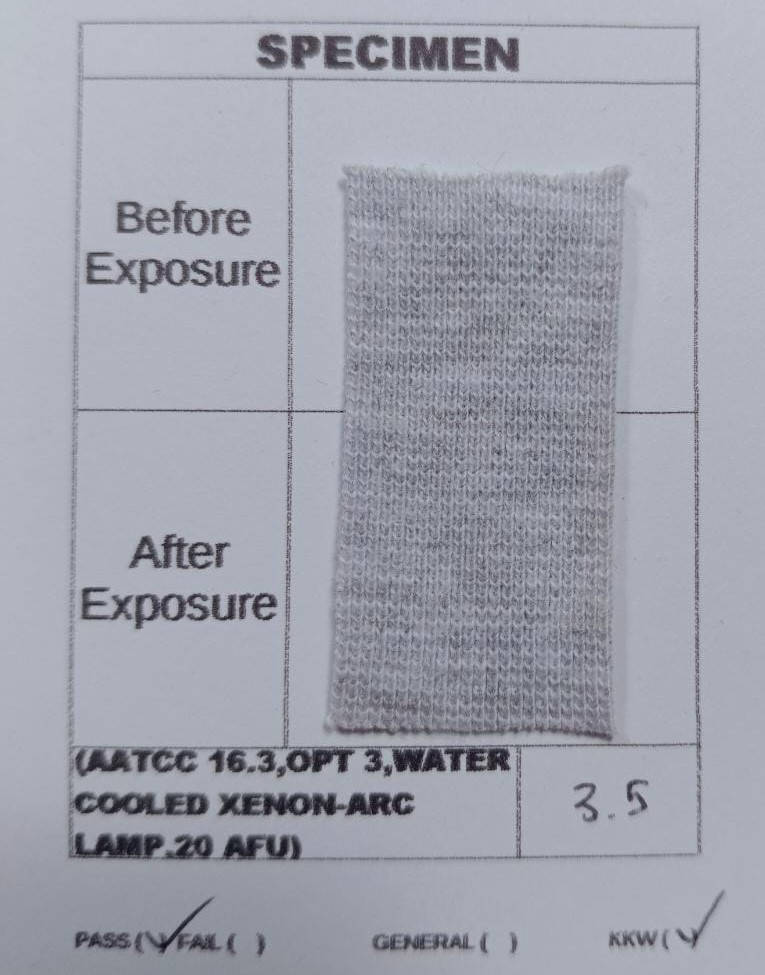 SPECIMEN
Before
Exposure
After
Exposure
(AATCC 16.3,OPT 3,WATER
COOLED XENON-ARC
LAMP.20 AFU)
3.5
PASS(✓) FAIL ( ) GENERAL ( ) KKW(✓)